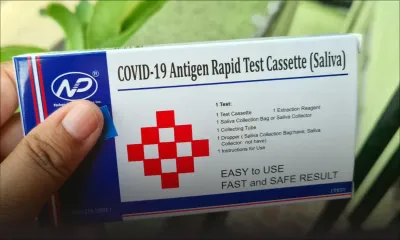 NP
COVID-19 Antigen Rapid Test Cassette (Saliva)
1 Test:
1 Test Cassette 1 Extraction Reagent
1 Saliva Collection Bag or Saliva Collector
1 Collecting Tube
1 Dropper ( Saliva Collection Bag have, Saliva
Collector not have)
1 Instructions for Use
EASY to USE
FAST and SAFE RESULT